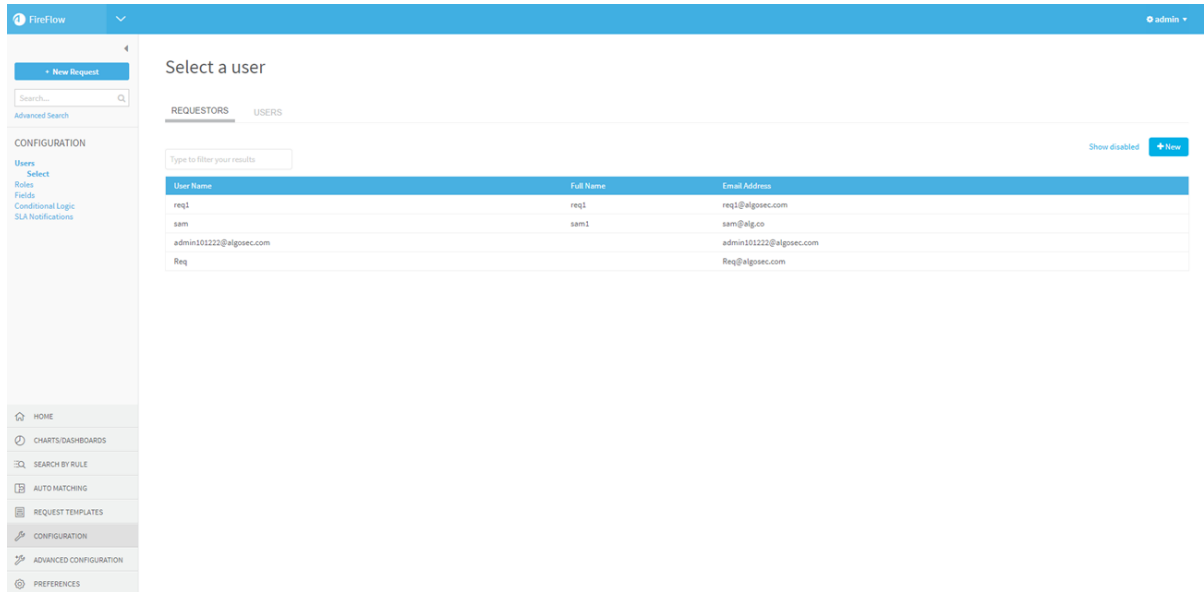 FireFlow
admin
+ New Request
Search...
Advanced Search
CONFIGURATION
Users
Select
Roles
Fields
Conditional Logic
SLA Notifications
HOME
CHARTS/DASHBOARDS
SEARCH BY RULE
AUTO MATCHING
REQUEST TEMPLATES
CONFIGURATION
ADVANCED CONFIGURATION
PREFERENCES
Select a user
REQUESTORS USERS
Show disabled +New
Type to filter your results
User Name Full Name Email Address
req1 req1 req1@algosec.com
sam sam1 sam@alg.co
admin101222@algosec.com admin101222@algosec.com
Req Req@algosec.com